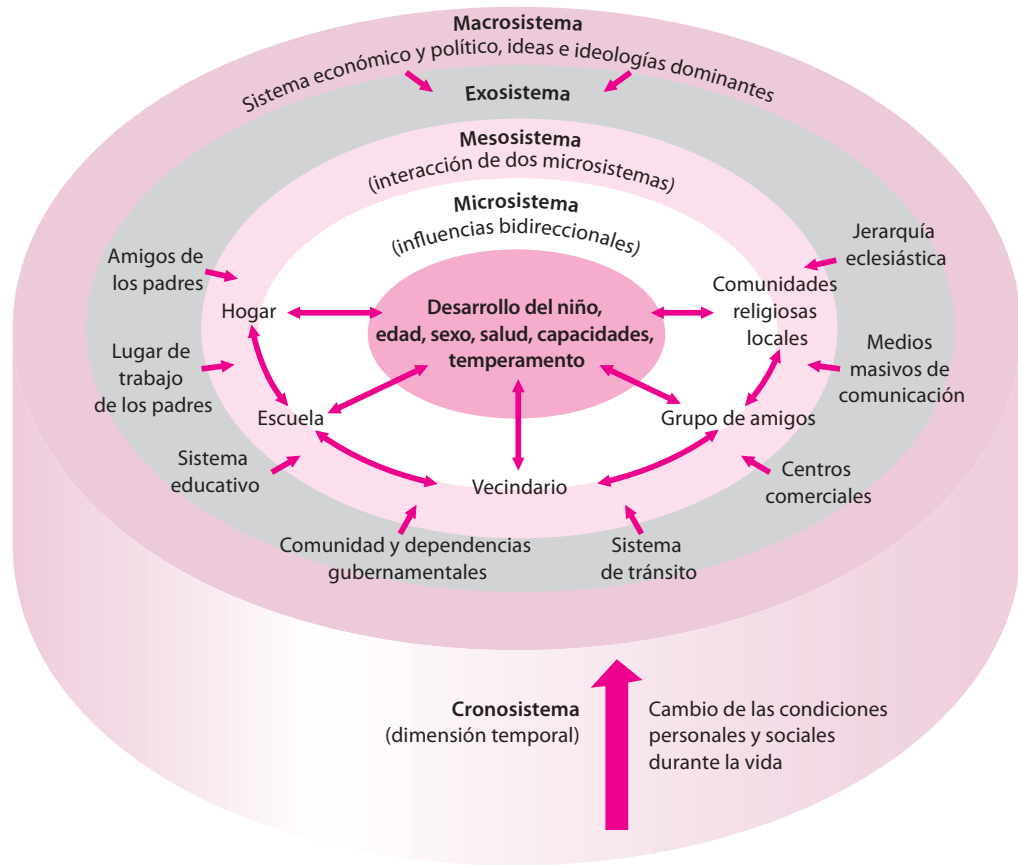 Macrosistema
Sistema económico y político, ideas e ideologías dominantes
Exosistema
Mesosistema
(interacción de dos microsistemas)
Microsistema
(influencias bidireccionales)
Desarrollo del niño,
edad, sexo, salud, capacidades,
temperamento
Hogar
Escuela
Vecindario
Grupo de amigos
Comunidades
religiosas
locales
Amigos de
los padres
Lugar de
trabajo
de los padres
Sistema
educativo
Comunidad y dependencias
gubernamentales
Sistema
de tránsito
Centros
comerciales
Medios
masivos de
comunicación
Jerarquía
eclesiástica
Cronosistema
(dimensión temporal)
Cambio de las condiciones
personales y sociales
durante la vida